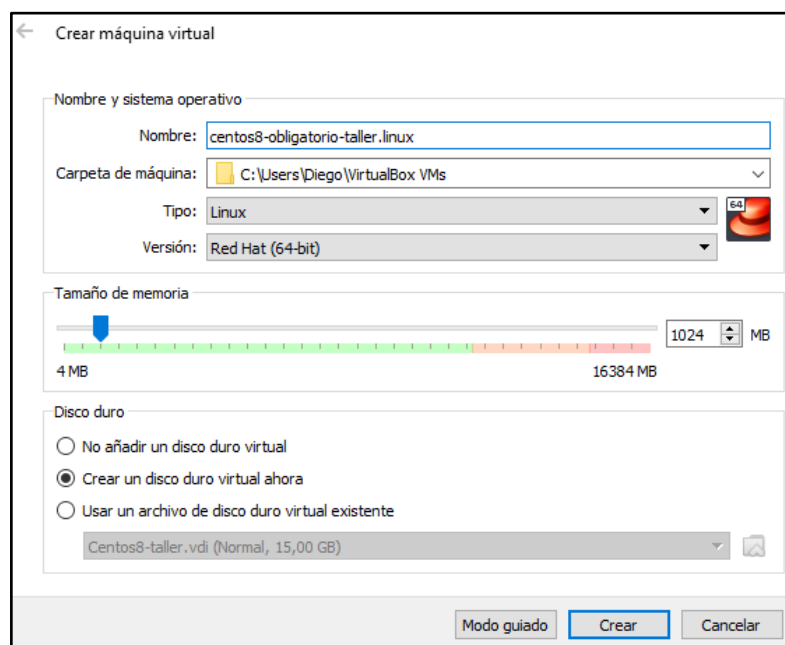 Crear máquina virtual
Nombre y sistema operativo
Nombre: centos8-obligatorio-taller.linux
Carpeta de máquina: C:\Users\Diego\VirtualBox VMs
Tipo: Linux
64
Versión: Red Hat (64-bit)
Tamaño de memoria
1024 MB
4 MB 16384 MB
Disco duro
No añadir un disco duro virtual
Crear un disco duro virtual ahora
Usar un archivo de disco duro virtual existente
Centos8-taller.vdi (Normal, 15,00 GB)
Modo guiado Crear Cancelar